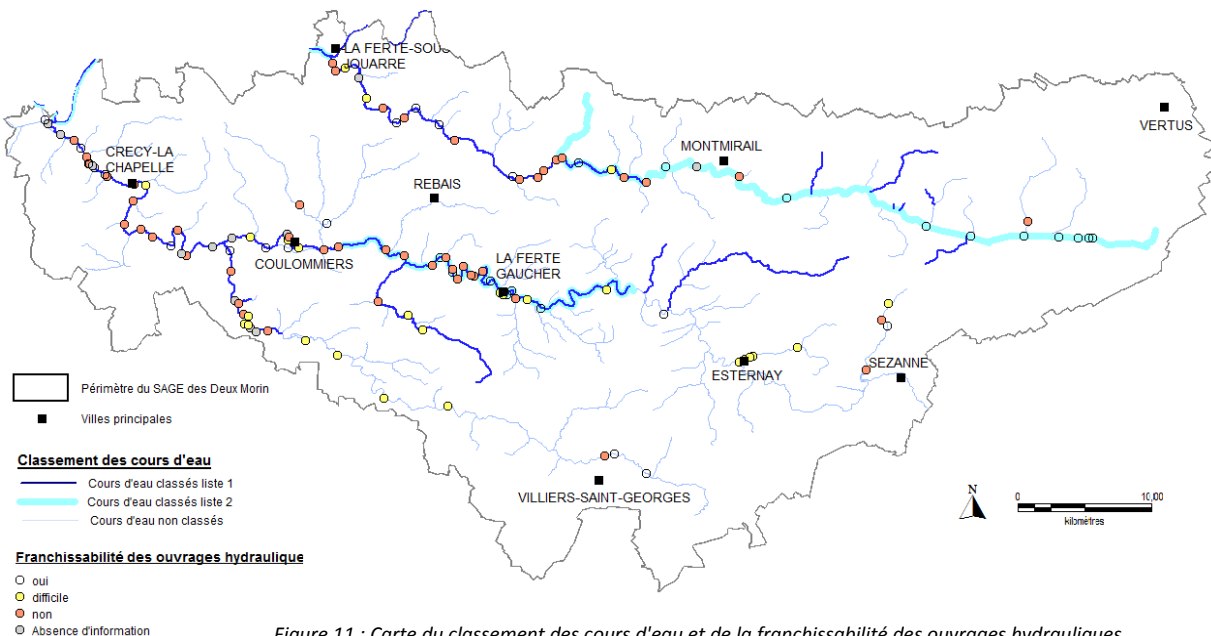 LA FERTE-SOUS
JOUARRE
VERTUS
CRECY-LA
CHAPELLE
MONTMIRAIL
REBAIS
COULOMMIERS
LA FERTE
GAUCHER
ESTERNAY
SEZANNE
VILLIERS-SAINT-GEORGES
Périmètre du SAGE des Deux Morin
Villes principales
Classement des cours d'eau
Cours d'eau classés liste 1
Cours d'eau classés liste 2
Cours d'eau non classés
N
0 10,00
kilomètres
Franchissabilité des ouvrages hydraulique
oui
difficile
non
Absence d'information
Figure 11 : Carte du classement des cours d'eau et de la franchissabilité des ouvrages hydrauliques